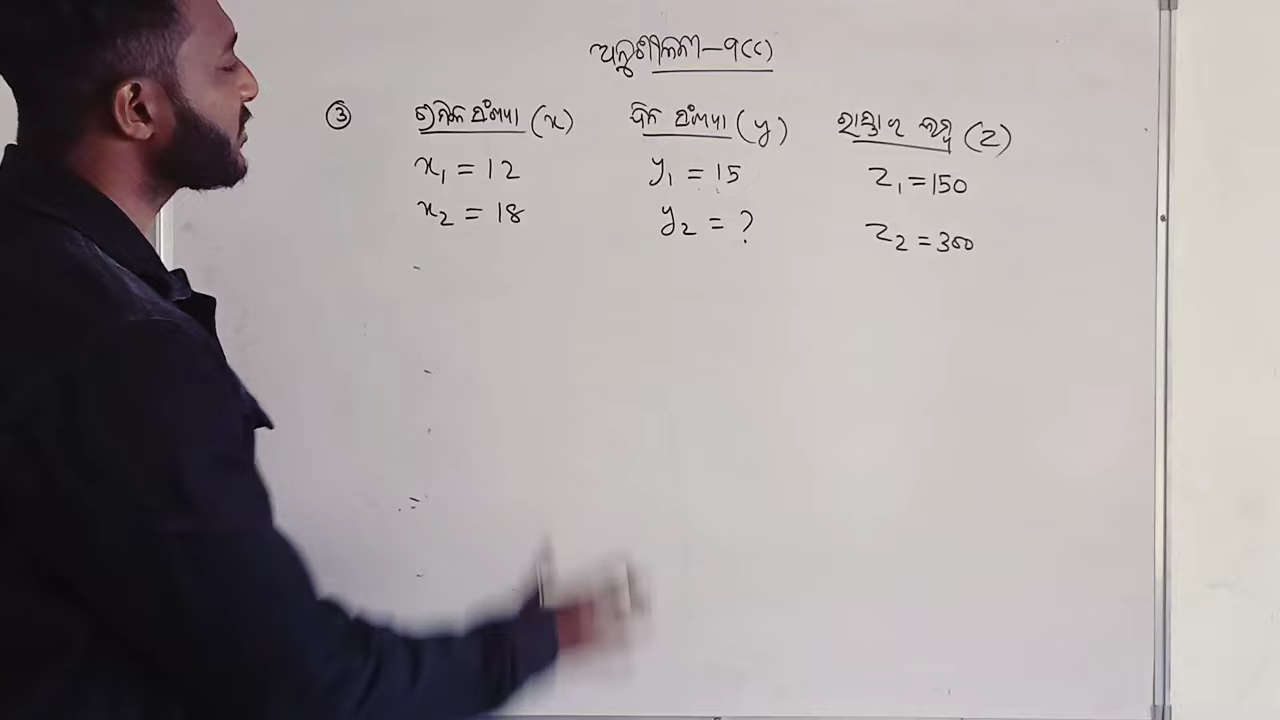 ଅନୁଶୀଳନୀ–୨(c)
③ ଶ୍ରମିକ ସଂଖ୍ୟା (x) ଦିନ ସଂଖ୍ୟା (y) ରାସ୍ତାର ଲମ୍ବ (z)
x₁ = 12 y₁ = 15 z₁ = 150
x₂ = 18 y₂ = ? z₂ = 300